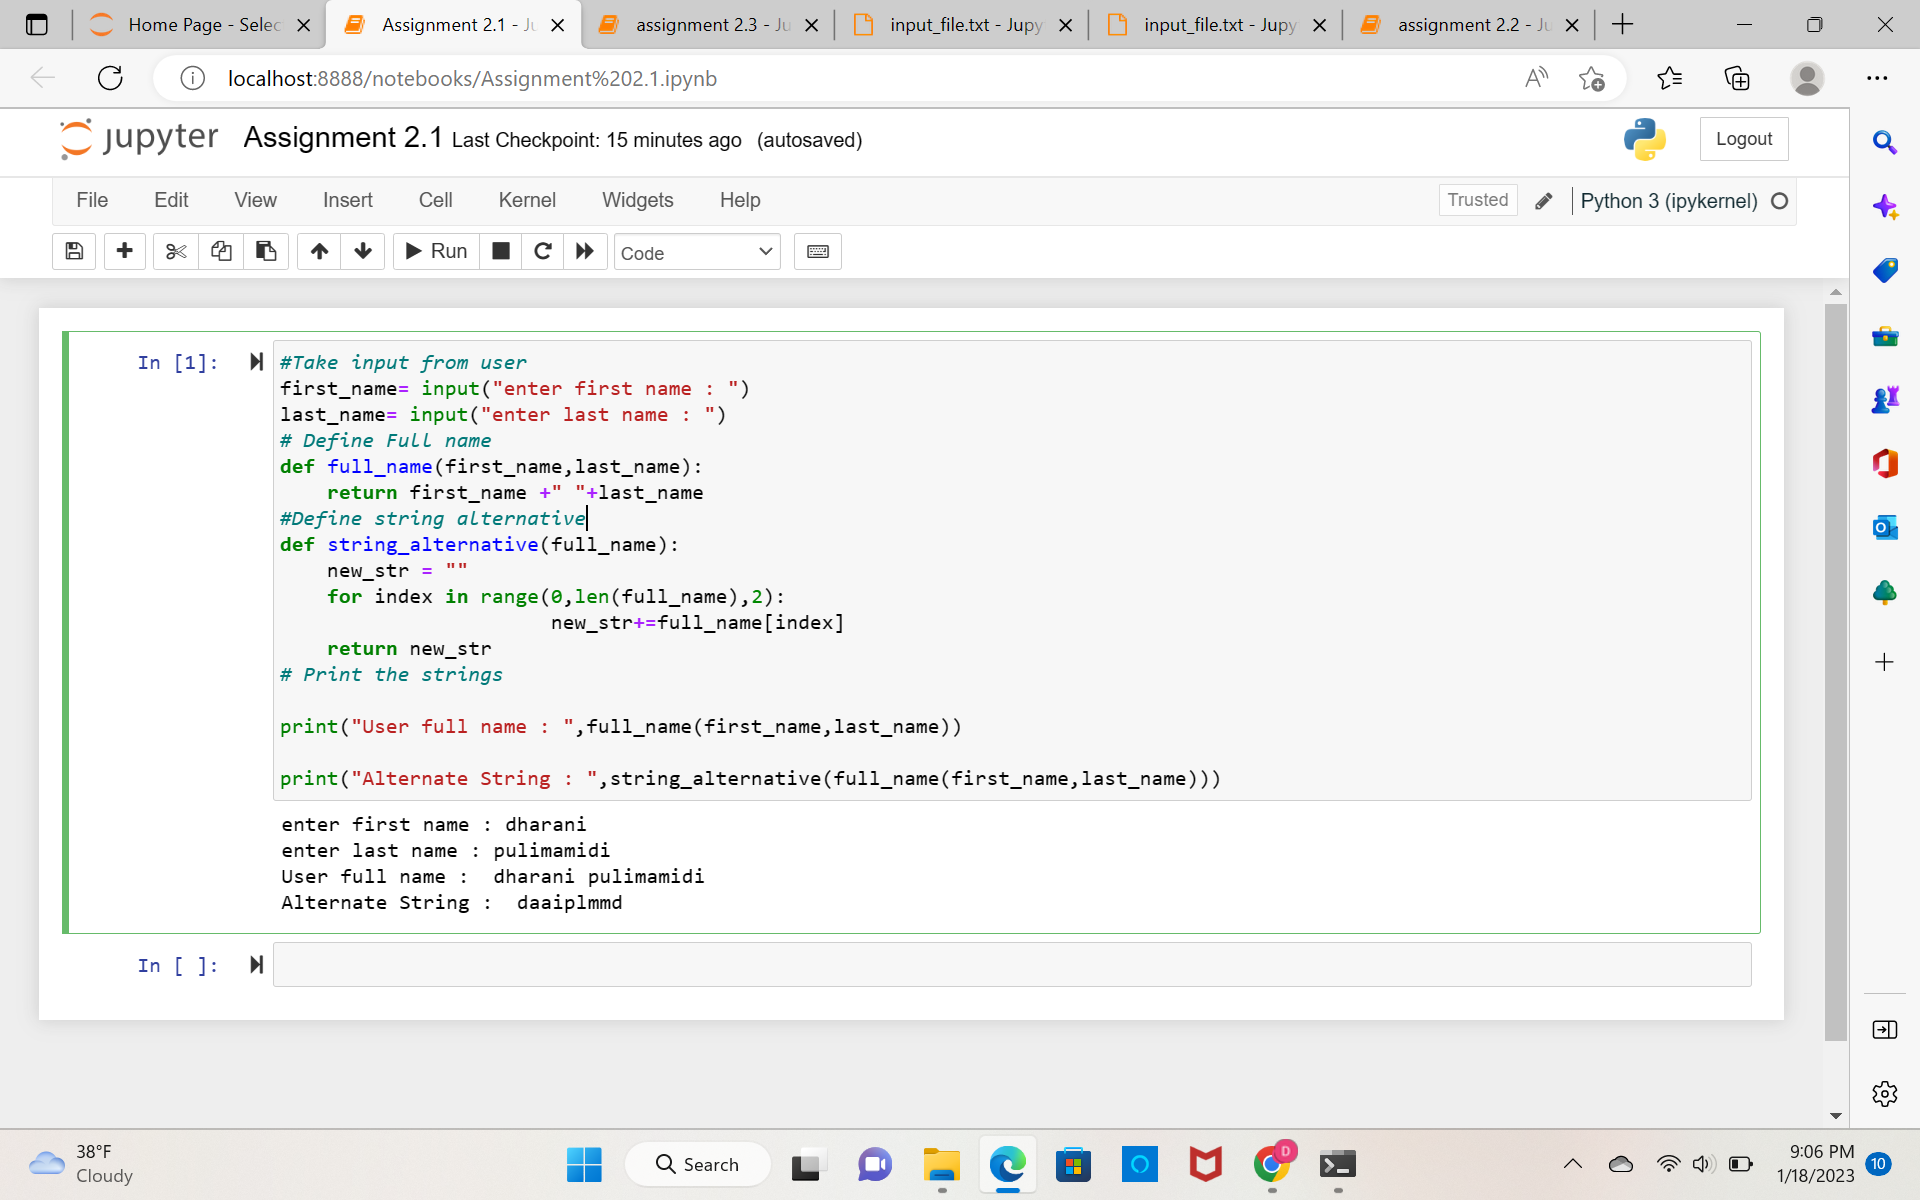 Home Page - Selec
Assignment 2.1 - Ju
assignment 2.3 - Ju
input_file.txt - Jupy
input_file.txt - Jupy
assignment 2.2 - Ju
localhost:8888/notebooks/Assignment%202.1.ipynb
jupyter Assignment 2.1 Last Checkpoint: 15 minutes ago (autosaved)
Logout
File Edit View Insert Cell Kernel Widgets Help
Trusted
Python 3 (ipykernel)
Run
Code
In [1]:
#Take input from user
first_name= input("enter first name : ")
last_name= input("enter last name : ")
# Define Full name
def full_name(first_name,last_name):
    return first_name +" "+last_name
#Define string alternative
def string_alternative(full_name):
    new_str = ""
    for index in range(0,len(full_name),2):
                       new_str+=full_name[index]
    return new_str
# Print the strings
print("User full name : ",full_name(first_name,last_name))
print("Alternate String : ",string_alternative(full_name(first_name,last_name)))
enter first name : dharani
enter last name : pulimamidi
User full name :  dharani pulimamidi
Alternate String :  daaiplmmd
In [ ]:
38°F
Cloudy
Search
D
9:06 PM
1/18/2023
10